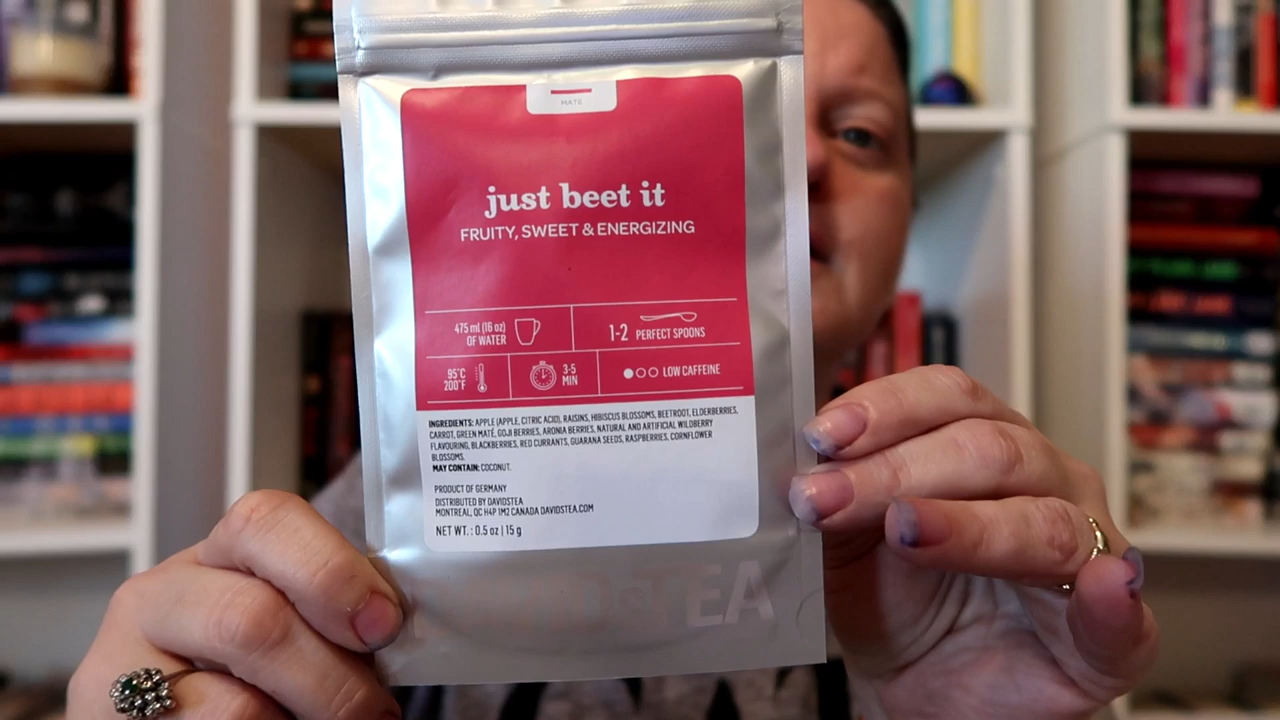 MATE
just beet it
FRUITY, SWEET & ENERGIZING
475 ml (16 oz)
OF WATER
1-2 PERFECT SPOONS
95°C
200°F
3-5
MIN
LOW CAFFEINE
INGREDIENTS: APPLE (APPLE, CITRIC ACID), RAISINS, HIBISCUS BLOSSOMS, BEETROOT, ELDERBERRIES,
CARROT, GREEN MATÉ, GOJI BERRIES, ARONIA BERRIES, NATURAL AND ARTIFICIAL WILDBERRY
FLAVOURING, BLACKBERRIES, RED CURRANTS, GUARANA SEEDS, RASPBERRIES, CORNFLOWER
BLOSSOMS.
MAY CONTAIN: COCONUT.
PRODUCT OF GERMANY
DISTRIBUTED BY DAVIDSTEA
MONTREAL, QC H4P 1M2 CANADA DAVIDSTEA.COM
NET WT. : 0.5 oz | 15 g
TEA